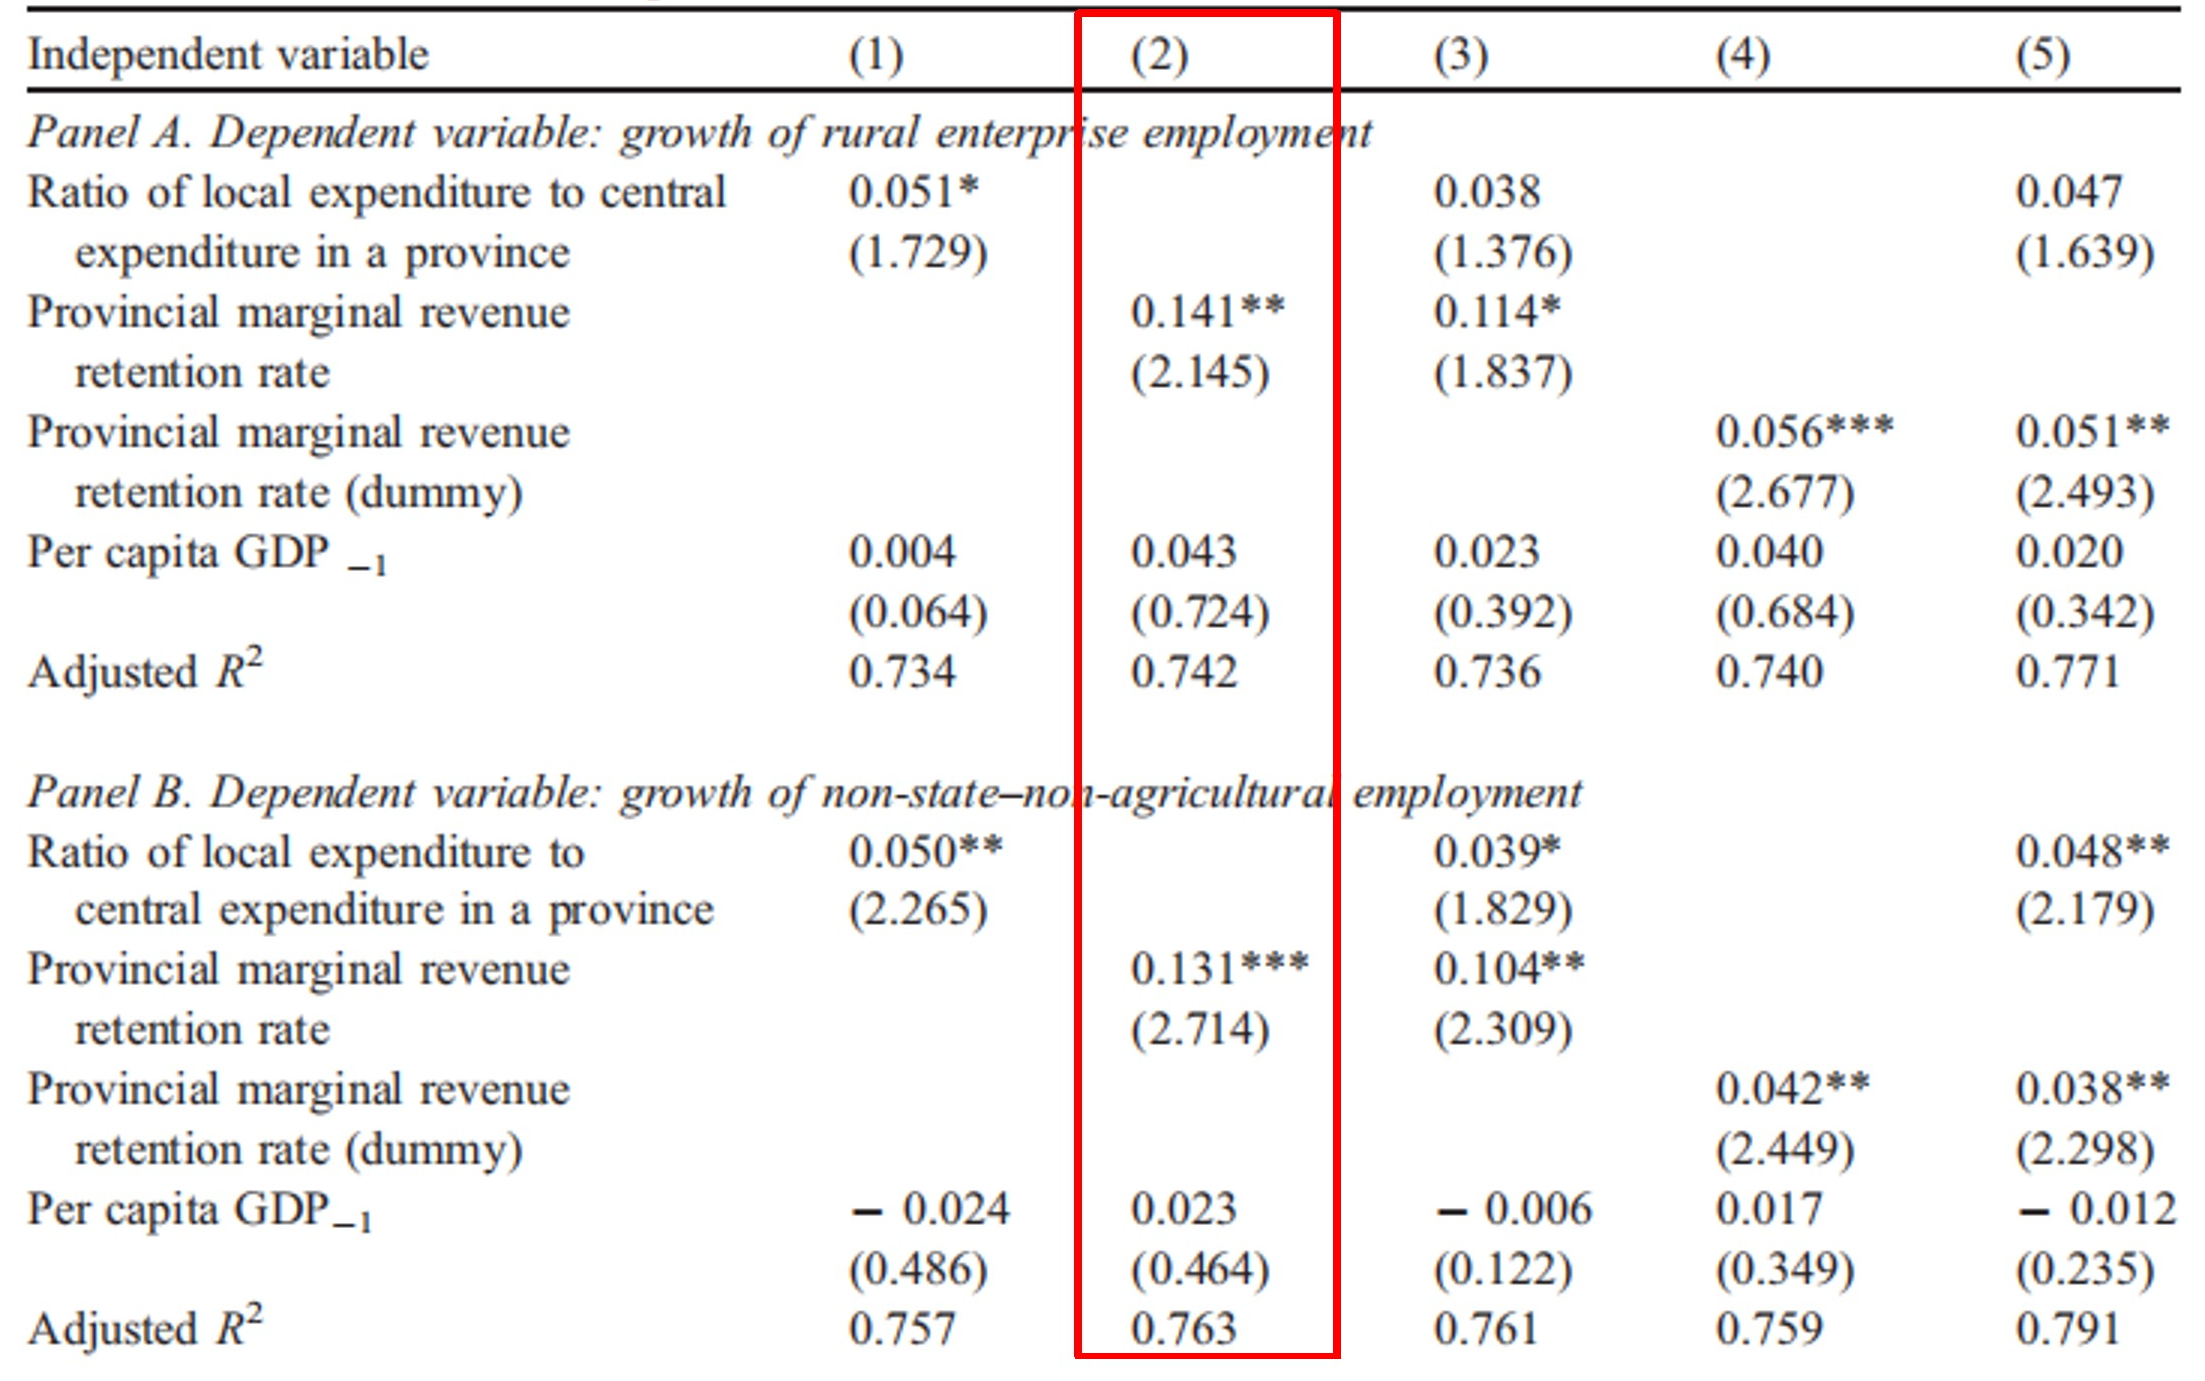 Independent variable (1) (2) (3) (4) (5)
Panel A. Dependent variable: growth of rural enterprise employment
Ratio of local expenditure to central 0.051* 0.038 0.047
expenditure in a province (1.729) (1.376) (1.639)
Provincial marginal revenue 0.141** 0.114*
retention rate (2.145) (1.837)
Provincial marginal revenue 0.056*** 0.051**
retention rate (dummy) (2.677) (2.493)
Per capita GDP −1 0.004 0.043 0.023 0.040 0.020
(0.064) (0.724) (0.392) (0.684) (0.342)
Adjusted R² 0.734 0.742 0.736 0.740 0.771
Panel B. Dependent variable: growth of non-state–non-agricultural employment
Ratio of local expenditure to 0.050** 0.039* 0.048**
central expenditure in a province (2.265) (1.829) (2.179)
Provincial marginal revenue 0.131*** 0.104**
retention rate (2.714) (2.309)
Provincial marginal revenue 0.042** 0.038**
retention rate (dummy) (2.449) (2.298)
Per capita GDP−1 − 0.024 0.023 − 0.006 0.017 − 0.012
(0.486) (0.464) (0.122) (0.349) (0.235)
Adjusted R² 0.757 0.763 0.761 0.759 0.791